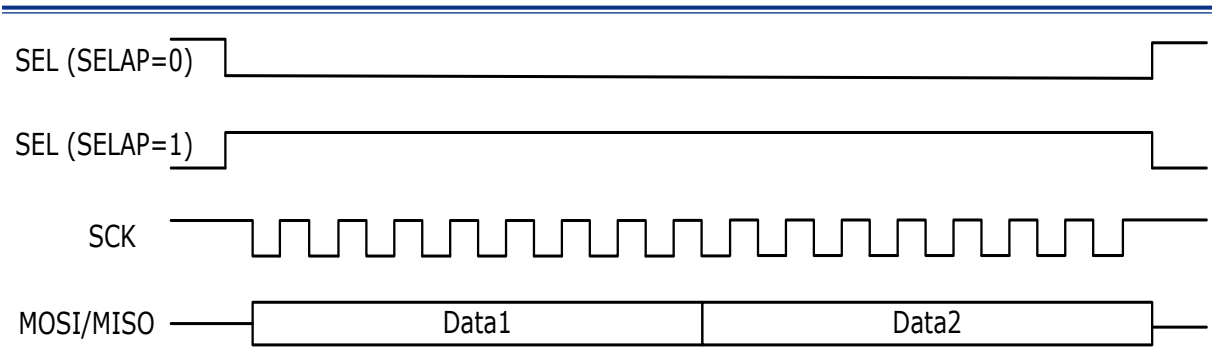 SEL (SELAP=0)
SEL (SELAP=1)
SCK
MOSI/MISO Data1 Data2